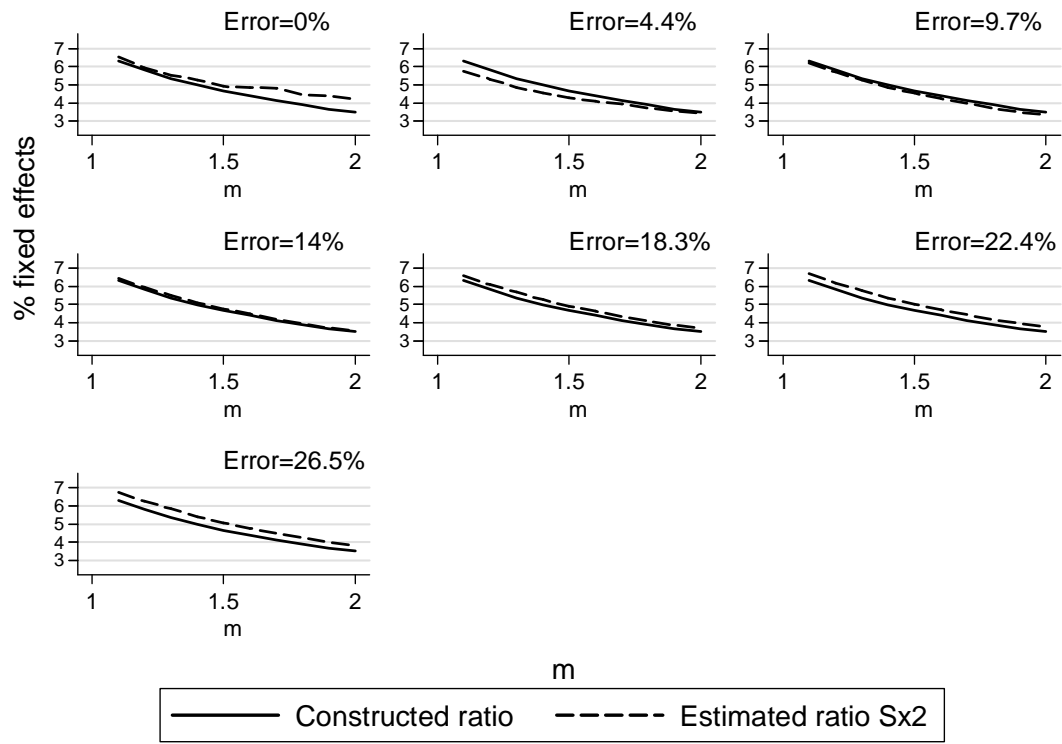 % fixed effects
Error=0%
7
6
5
4
3
1 1.5 2
m
Error=4.4%
7
6
5
4
3
1 1.5 2
m
Error=9.7%
7
6
5
4
3
1 1.5 2
m
Error=14%
7
6
5
4
3
1 1.5 2
m
Error=18.3%
7
6
5
4
3
1 1.5 2
m
Error=22.4%
7
6
5
4
3
1 1.5 2
m
Error=26.5%
7
6
5
4
3
1 1.5 2
m
m
Constructed ratio Estimated ratio Sx2